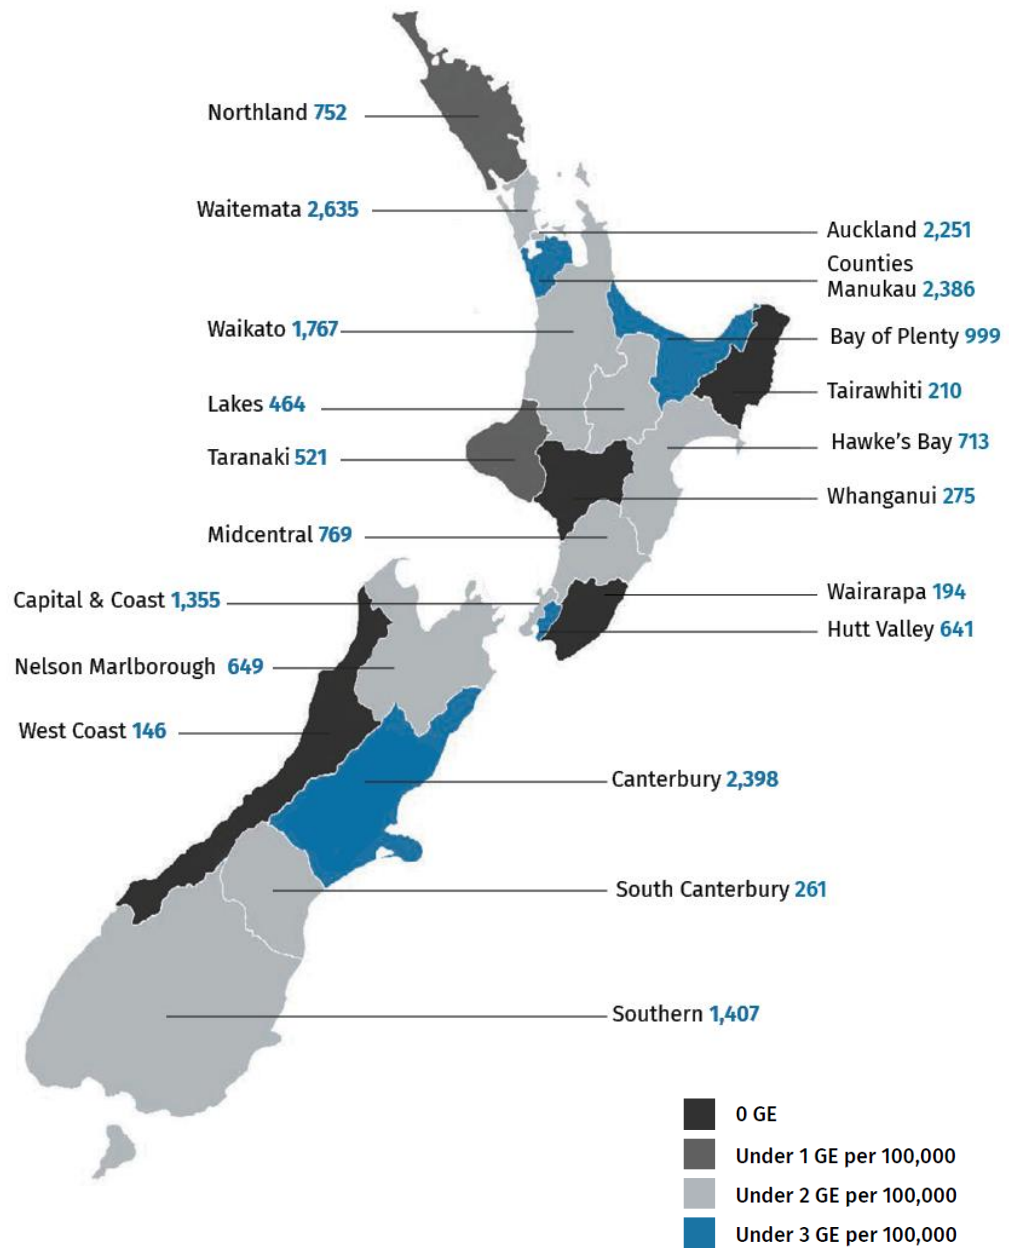 Northland 752
Waitemata 2,635
Auckland 2,251
Counties
Manukau 2,386
Waikato 1,767
Bay of Plenty 999
Tairawhiti 210
Lakes 464
Hawke's Bay 713
Taranaki 521
Whanganui 275
Midcentral 769
Wairarapa 194
Capital & Coast 1,355
Hutt Valley 641
Nelson Marlborough 649
West Coast 146
Canterbury 2,398
South Canterbury 261
Southern 1,407
0 GE
Under 1 GE per 100,000
Under 2 GE per 100,000
Under 3 GE per 100,000